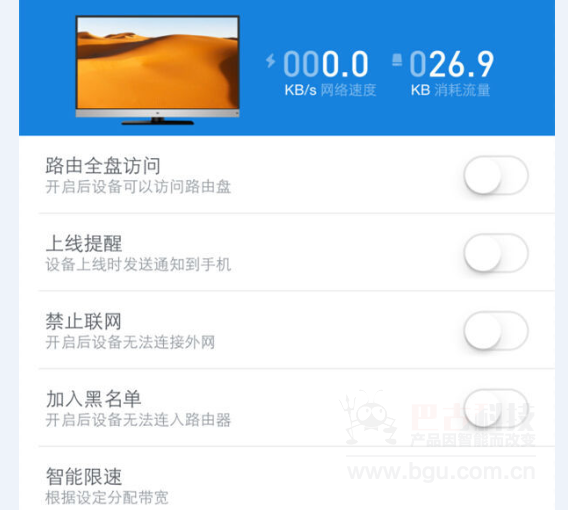 000.0 026.9
KB/s 网络速度 KB 消耗流量
路由全盘访问
开启后设备可以访问路由盘
上线提醒
设备上线时发送通知到手机
禁止联网
开启后设备无法连接外网
加入黑名单
开启后设备无法连入路由器
巴古科技
产品因智能而改变
www.bgu.com.cn
智能限速
根据设定分配带宽